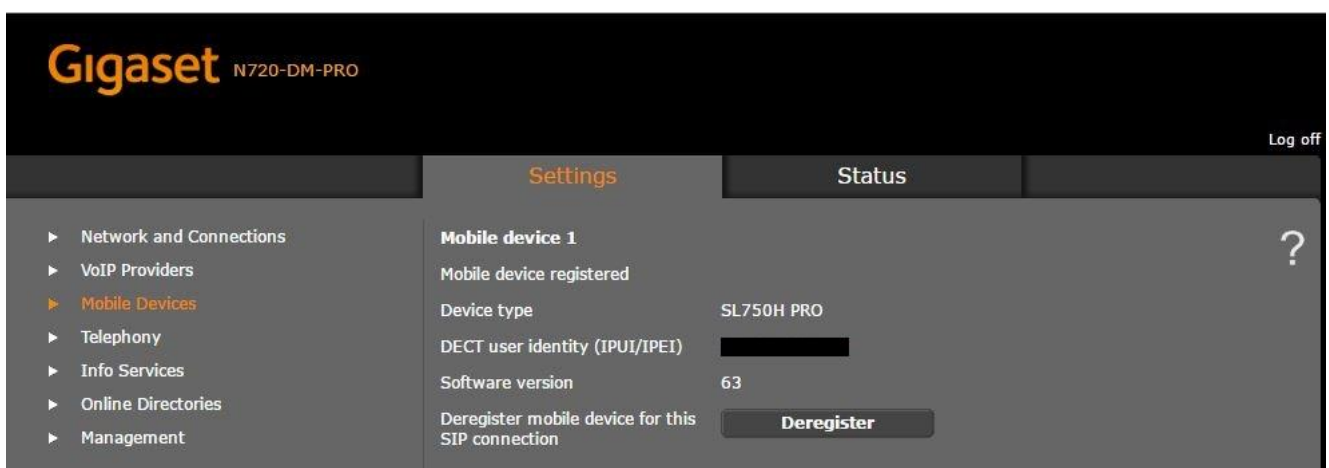 Gigaset N720-DM-PRO
Log off
Settings Status
Network and Connections
VoIP Providers
Mobile Devices
Telephony
Info Services
Online Directories
Management
Mobile device 1
?
Mobile device registered
Device type SL750H PRO
DECT user identity (IPUI/IPEI)
Software version 63
Deregister mobile device for this
SIP connection
Deregister